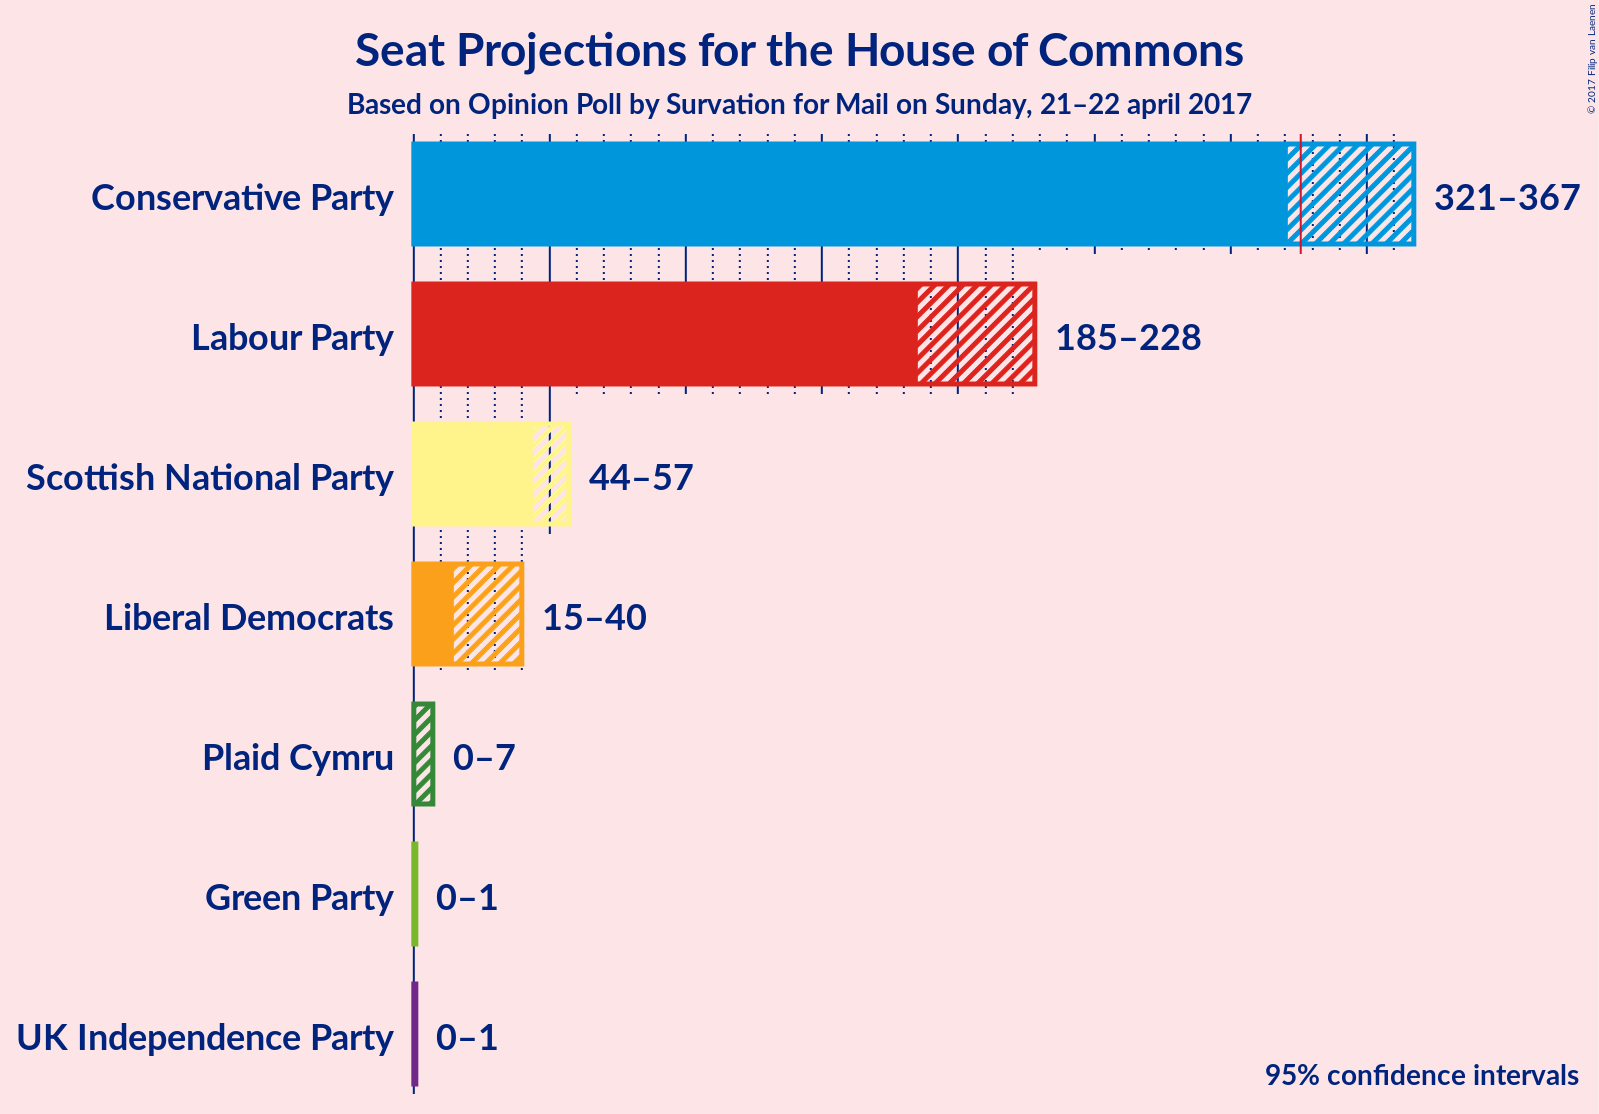 Seat Projections for the House of Commons
Based on Opinion Poll by Survation for Mail on Sunday, 21–22 april 2017
© 2017 Filip van Laenen
Conservative Party
321–367
Labour Party
185–228
Scottish National Party
44–57
Liberal Democrats
15–40
Plaid Cymru
0–7
Green Party
0–1
UK Independence Party
0–1
95% confidence intervals